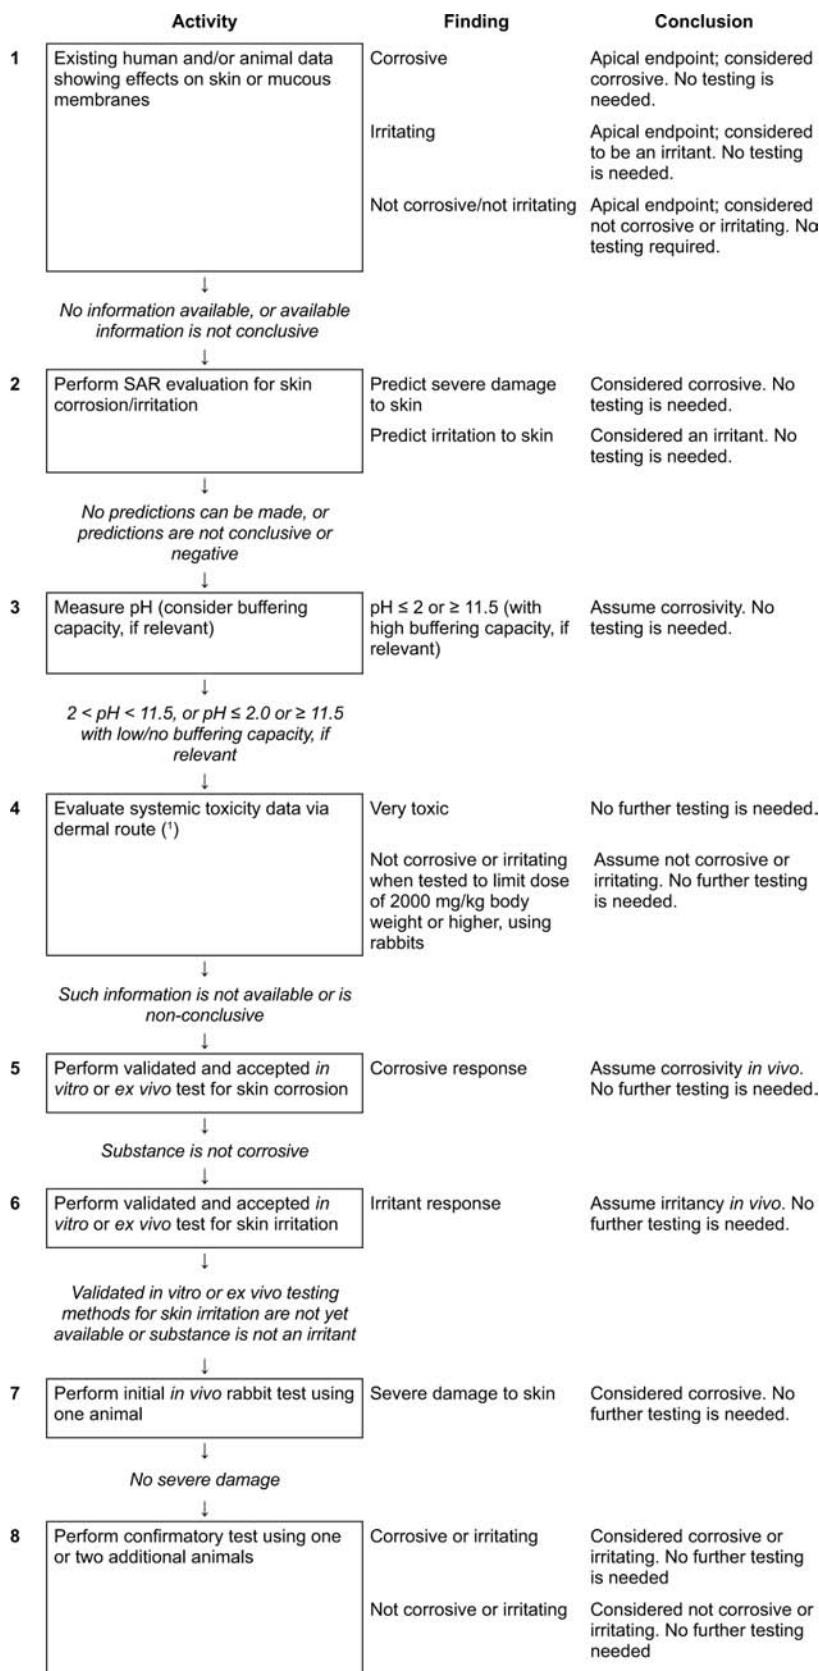 Activity Finding Conclusion
1 Existing human and/or animal data Corrosive Apical endpoint; considered
showing effects on skin or mucous corrosive. No testing is
membranes needed.
Irritating Apical endpoint; considered
to be an irritant. No testing
is needed.
Not corrosive/not irritating Apical endpoint; considered
not corrosive or irritating. No
testing required.
↓
No information available, or available
information is not conclusive
↓
2 Perform SAR evaluation for skin Predict severe damage Considered corrosive. No
corrosion/irritation to skin testing is needed.
Predict irritation to skin Considered an irritant. No
testing is needed.
↓
No predictions can be made, or
predictions are not conclusive or
negative
↓
3 Measure pH (consider buffering pH ≤ 2 or ≥ 11.5 (with Assume corrosivity. No
capacity, if relevant) high buffering capacity, if testing is needed.
relevant)
↓
2 < pH < 11.5, or pH ≤ 2.0 or ≥ 11.5
with low/no buffering capacity, if
relevant
↓
4 Evaluate systemic toxicity data via Very toxic No further testing is needed.
dermal route (¹)
Not corrosive or irritating Assume not corrosive or
when tested to limit dose irritating. No further testing
of 2000 mg/kg body is needed.
weight or higher, using
rabbits
↓
Such information is not available or is
non-conclusive
↓
5 Perform validated and accepted in Corrosive response Assume corrosivity in vivo.
vitro or ex vivo test for skin corrosion No further testing is needed.
↓
Substance is not corrosive
↓
6 Perform validated and accepted in Irritant response Assume irritancy in vivo. No
vitro or ex vivo test for skin irritation further testing is needed.
↓
Validated in vitro or ex vivo testing
methods for skin irritation are not yet
available or substance is not an irritant
↓
7 Perform initial in vivo rabbit test using Severe damage to skin Considered corrosive. No
one animal further testing is needed.
↓
No severe damage
↓
8 Perform confirmatory test using one Corrosive or irritating Considered corrosive or
or two additional animals irritating. No further testing
is needed
Not corrosive or irritating Considered not corrosive or
irritating. No further testing
needed